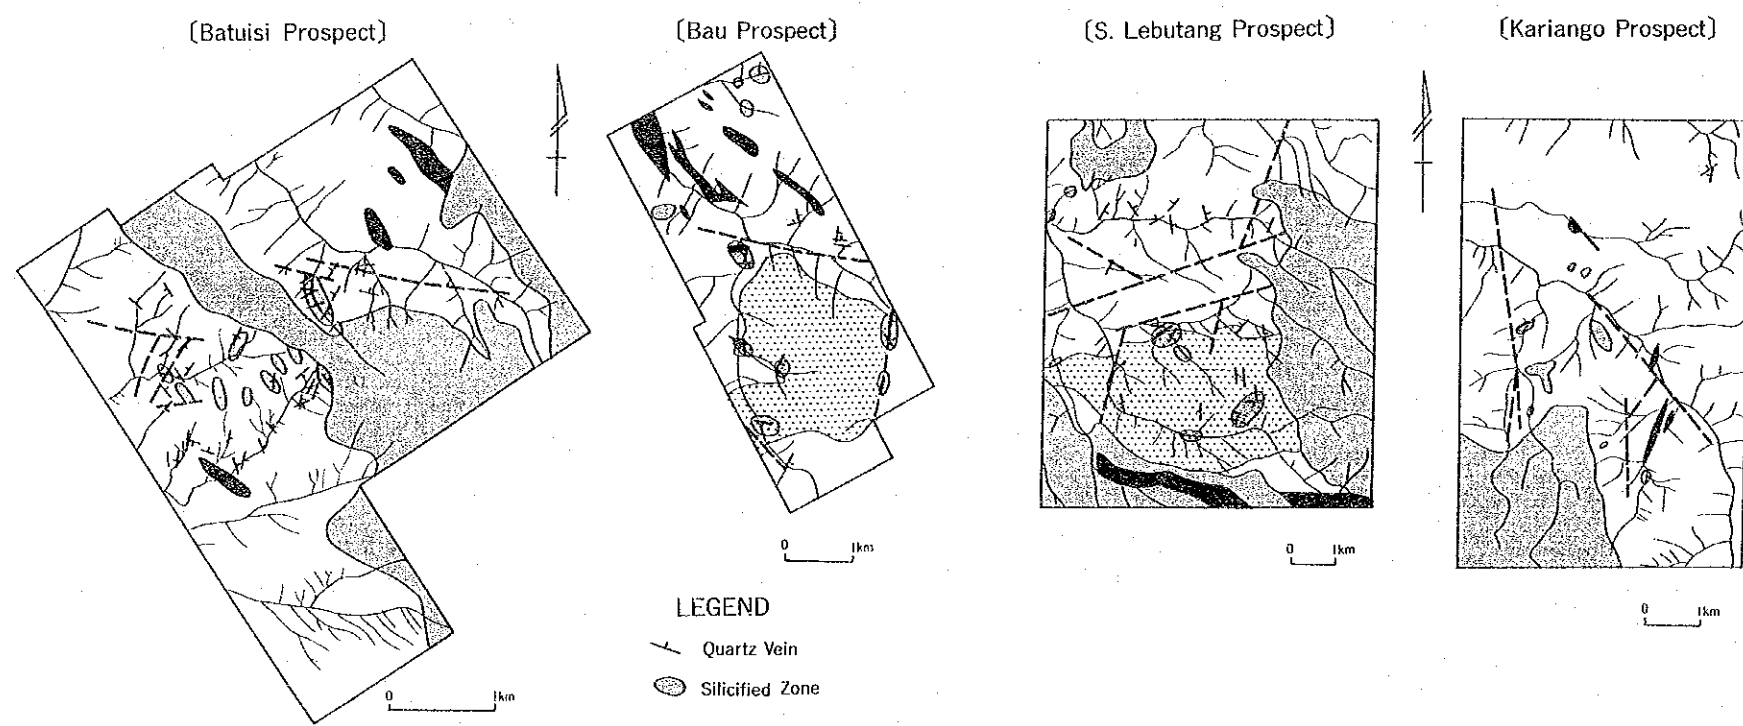 [Batuisi Prospect]
[Bau Prospect]
[S. Lebutang Prospect]
[Kariango Prospect]
0 1km
0 1km
0 1km
0 1km
LEGEND
Quartz Vein
Silicified Zone